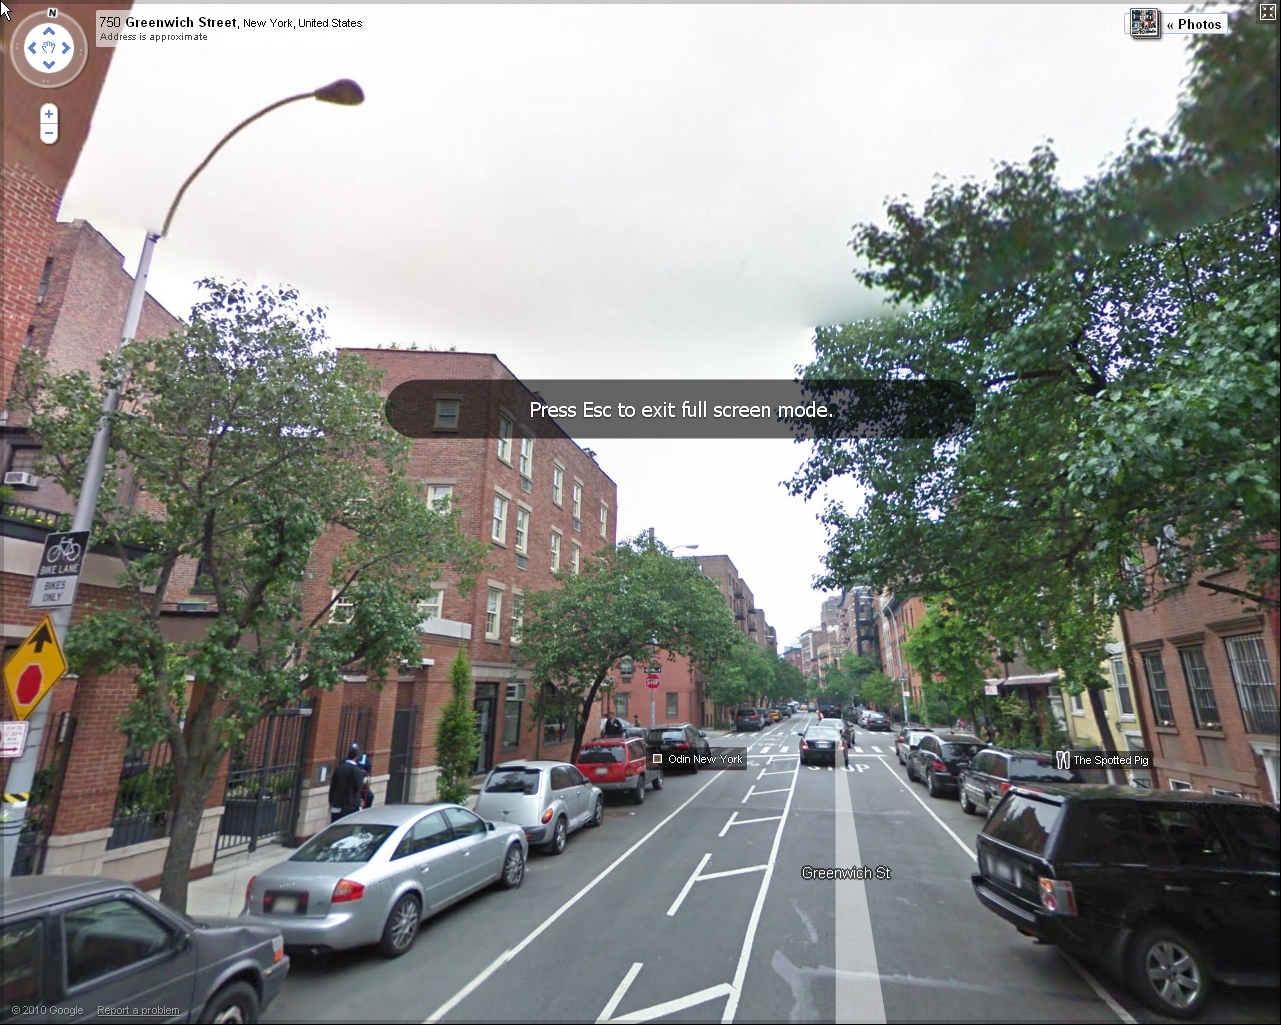 N
750 Greenwich Street, New York, United States
Address is approximate
« Photos
Press Esc to exit full screen mode.
BIKE LANE
BIKES
ONLY
STOP
Odin New York
The Spotted Pig
STOP
Greenwich St
© 2010 Google Report a problem